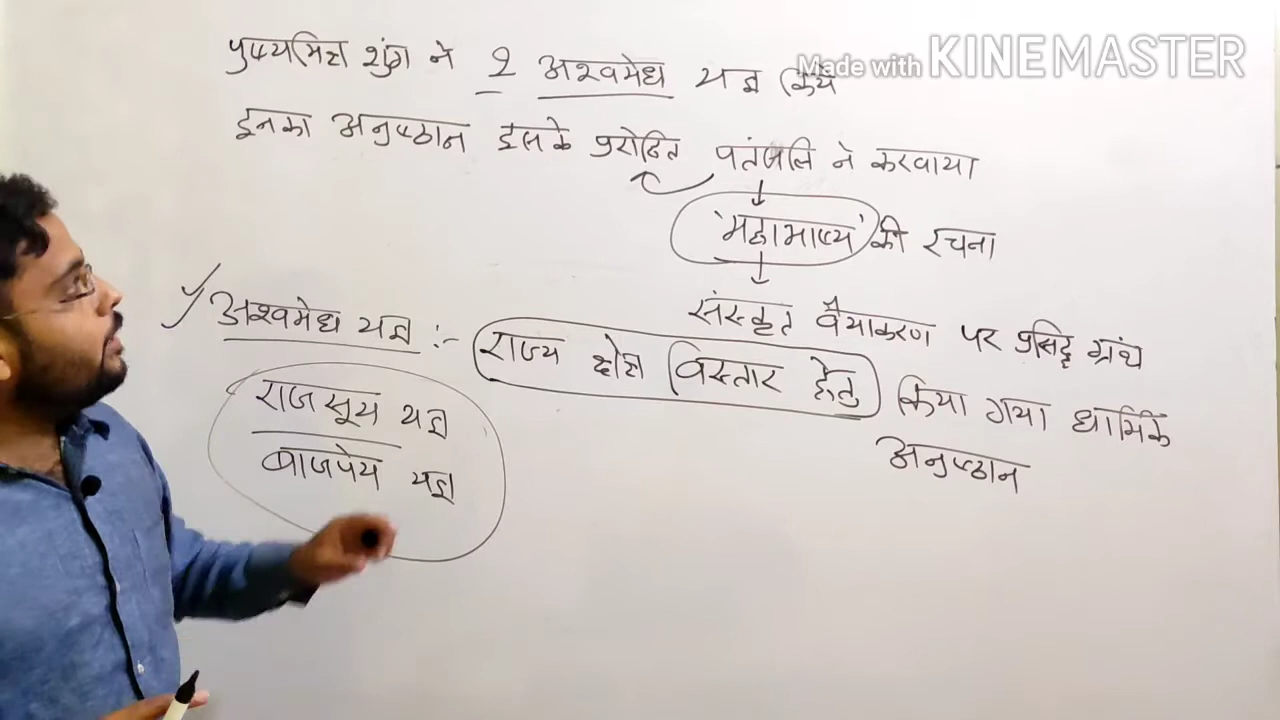 पुष्यमित्र शुंग ने 2 अश्वमेध यज्ञ किये
Made with KINEMASTER
इनका अनुष्ठान इसके पुरोहित पतंजलि ने करवाया
'महाभाष्य' की रचना
संस्कृत वैयाकरण पर प्रसिद्ध ग्रंथ
अश्वमेध यज्ञ :- राज्य क्षेत्र विस्तार हेतु किया गया धार्मिक
अनुष्ठान
राजसूय यज्ञ
बाजपेय यज्ञ